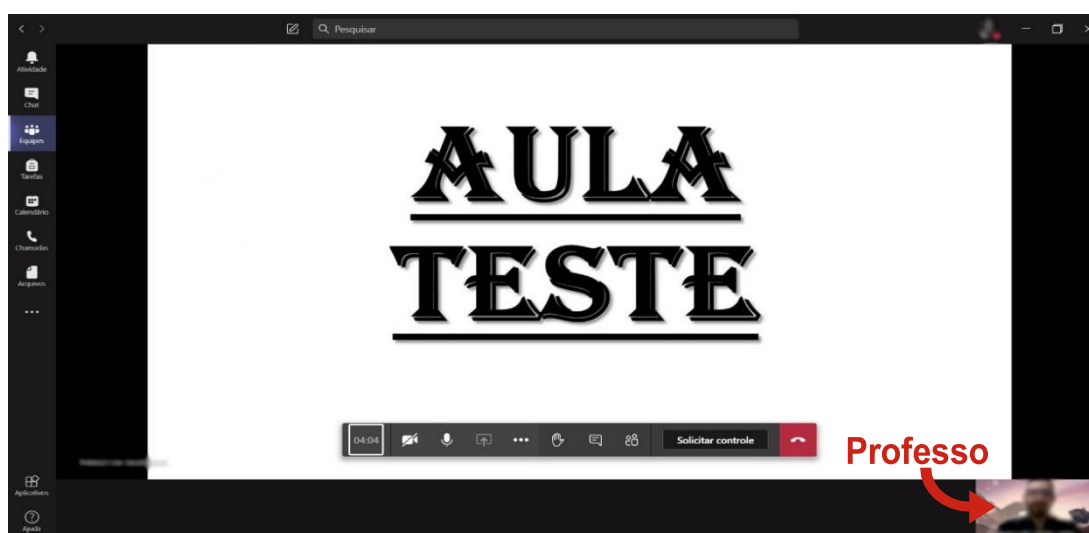 Pesquisar
Atividade
Chat
Equipes
Tarefas
Calendário
Chamadas
Arquivos
AULA
TESTE
04:04
Solicitar controle
Professo
Aplicativos
Ajuda